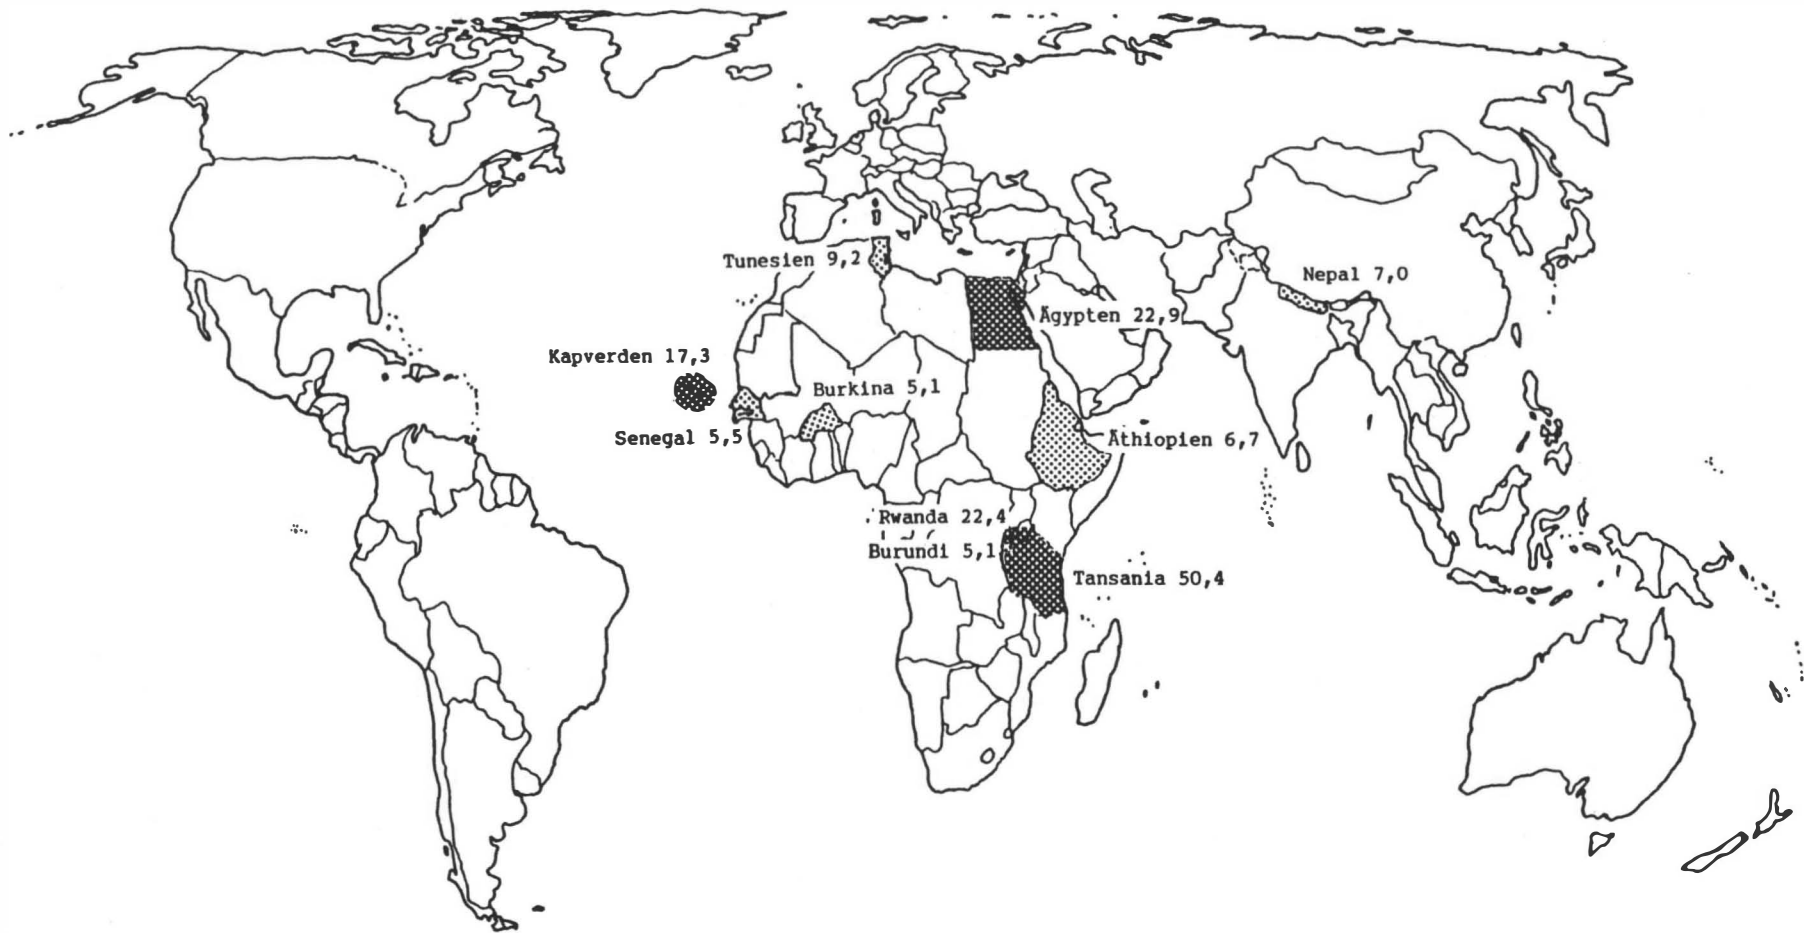 Tunesien 9,2
Nepal 7,0
Ägypten 22,9
Kapverden 17,3
Burkina 5,1
Senegal 5,5
Äthiopien 6,7
Rwanda 22,4
Burundi 5,1
Tansania 50,4